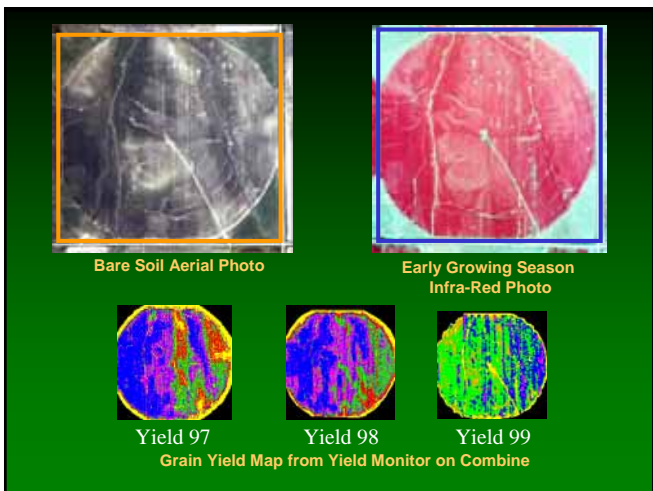 Bare Soil Aerial Photo
Early Growing Season
Infra-Red Photo
Yield 97
Yield 98
Yield 99
Grain Yield Map from Yield Monitor on Combine